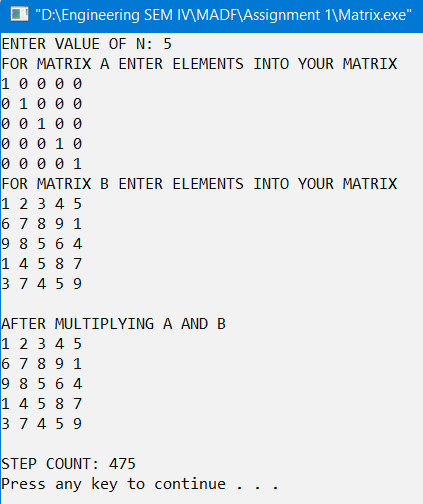 "D:\Engineering SEM IV\MADF\Assignment 1\Matrix.exe"
ENTER VALUE OF N: 5
FOR MATRIX A ENTER ELEMENTS INTO YOUR MATRIX
1 0 0 0 0
0 1 0 0 0
0 0 1 0 0
0 0 0 1 0
0 0 0 0 1
FOR MATRIX B ENTER ELEMENTS INTO YOUR MATRIX
1 2 3 4 5
6 7 8 9 1
9 8 5 6 4
1 4 5 8 7
3 7 4 5 9
AFTER MULTIPLYING A AND B
1 2 3 4 5
6 7 8 9 1
9 8 5 6 4
1 4 5 8 7
3 7 4 5 9
STEP COUNT: 475
Press any key to continue . . .